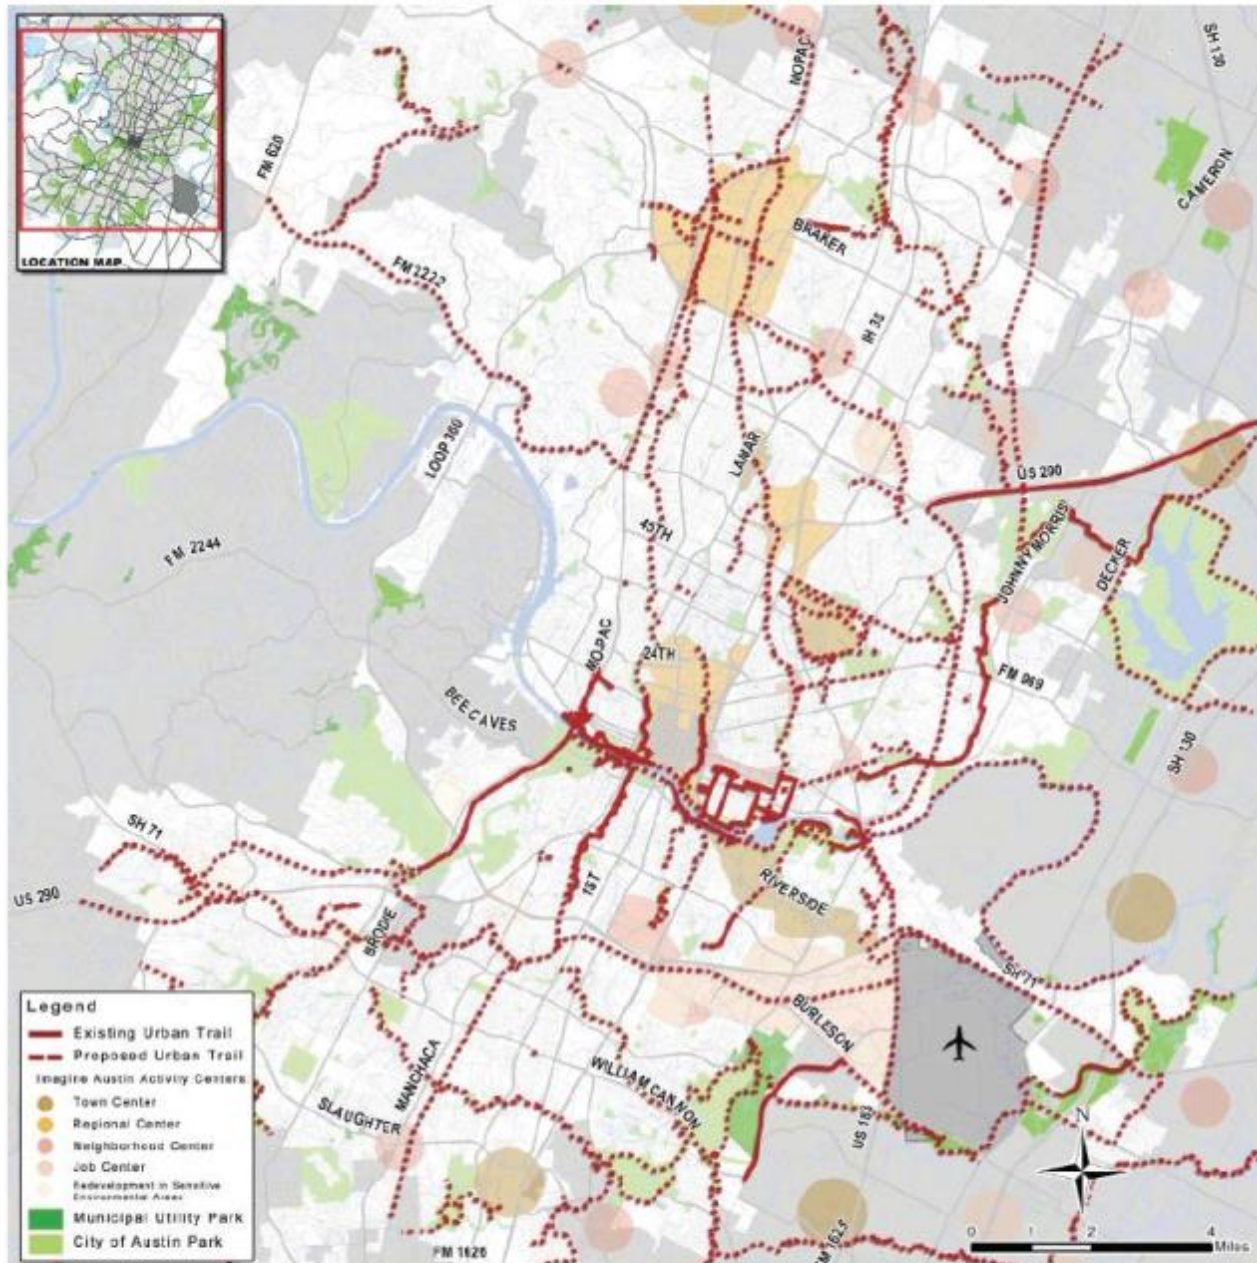 LOCATION MAP
FM 620
NOPAC
SH 130
CAMERON
BRAKER
FM 2222
IH 35
LOOP 360
LAMAR
US 290
45TH
FM 2244
JOHNNY MORRIS
DECKER
MOPAC
24TH
FM 969
BEE CAVES
SH 130
SH 71
1ST
RIVERSIDE
US 290
BRODIE
SH 71
BURLESON
MANCHACA
WILLIAM CANNON
SLAUGHTER
US 183
FM 1626
FM 1625
Legend
Existing Urban Trail
Proposed Urban Trail
Imagine Austin Activity Centers
Town Center
Regional Center
Neighborhood Center
Job Center
Redevelopment in Sensitive
Environmental Areas
Municipal Utility Park
City of Austin Park
N
0 1 2 4
Miles